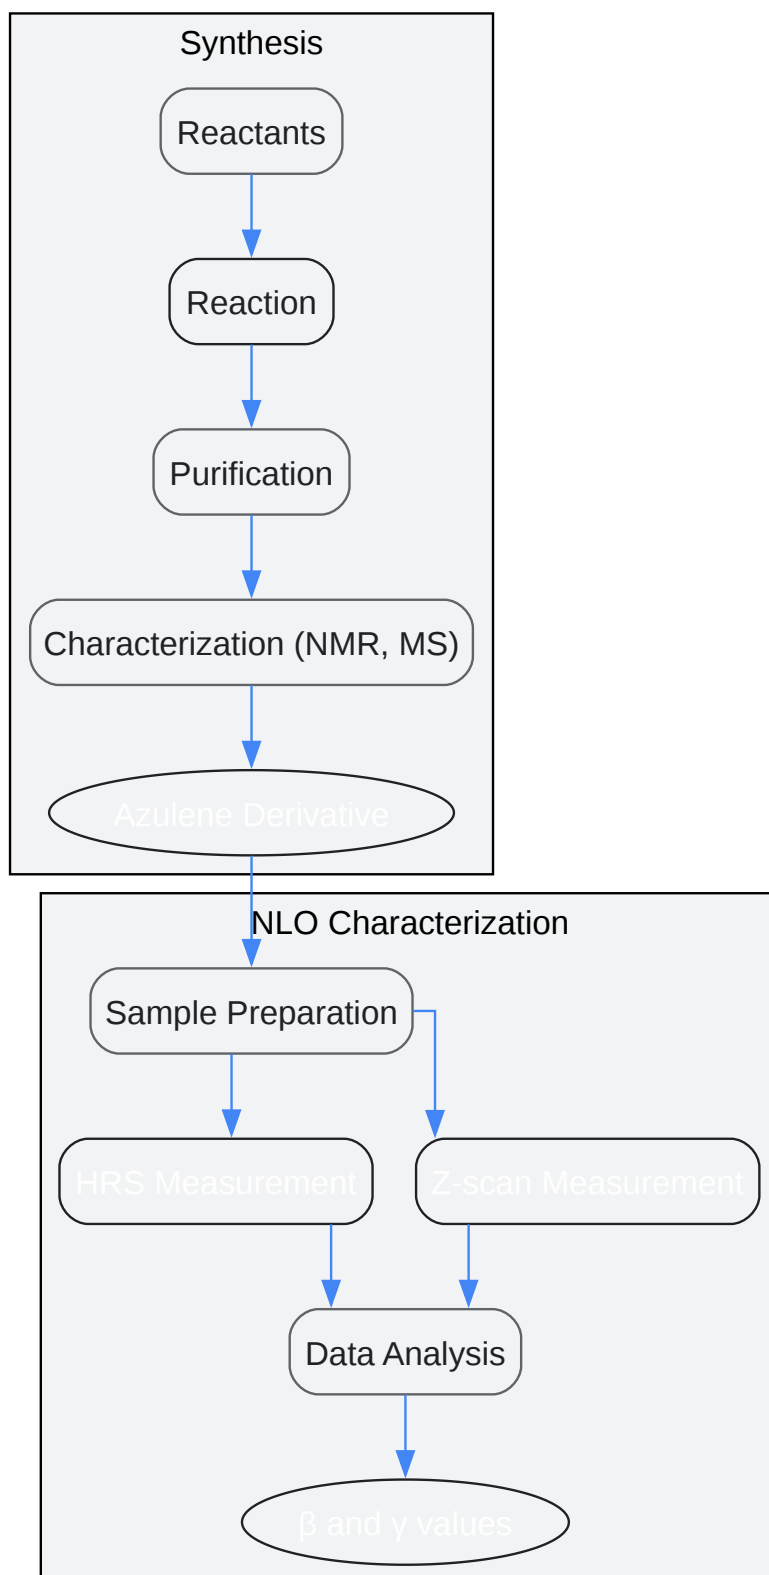 Synthesis
Reactants
Reaction
Purification
Characterization (NMR, MS)
Azulene Derivative
NLO Characterization
Sample Preparation
HRS Measurement
Z-scan Measurement
Data Analysis
β and γ values